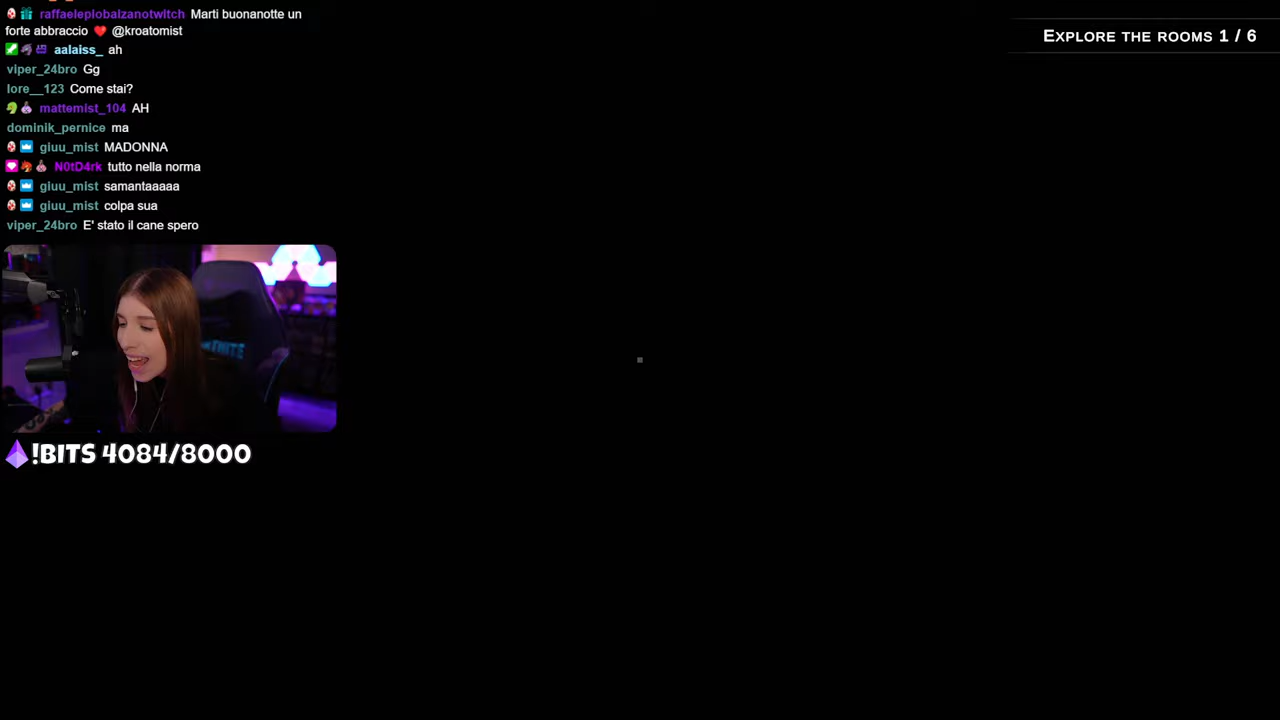 raffaeleplobalzanotwitch Marti buonanotte un
forte abbraccio ❤️ @kroatomist
aalaiss_ ah
viper_24bro Gg
lore__123 Come stai?
mattemist_104 AH
dominik_pernice ma
giuu_mist MADONNA
N0tD4rk tutto nella norma
giuu_mist samantaaaaa
giuu_mist colpa sua
viper_24bro E' stato il cane spero
!BITS 4084/8000
EXPLORE THE ROOMS 1 / 6